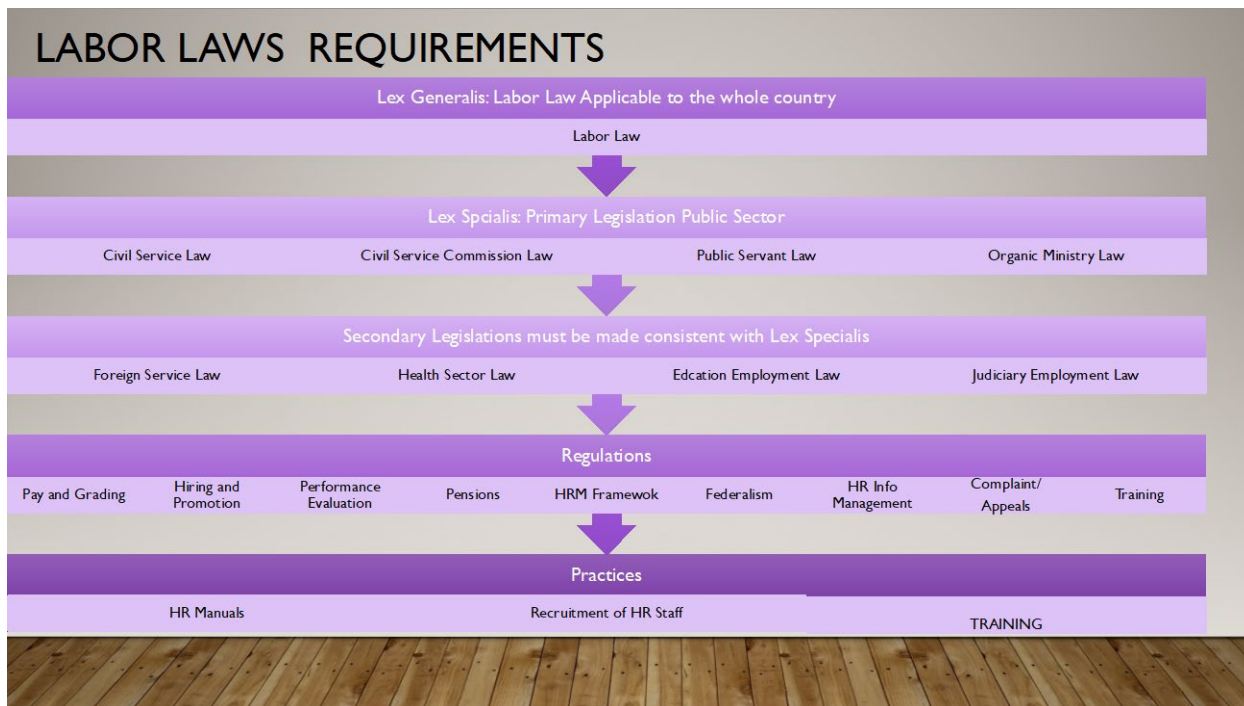 LABOR LAWS REQUIREMENTS
Lex Generalis: Labor Law Applicable to the whole country
Labor Law
Lex Spcialis: Primary Legislation Public Sector
Civil Service Law
Civil Service Commission Law
Public Servant Law
Organic Ministry Law
Secondary Legislations must be made consistent with Lex Specialis
Foreign Service Law
Health Sector Law
Edcation Employment Law
Judiciary Employment Law
Regulations
Pay and Grading
Hiring and
Promotion
Performance
Evaluation
Pensions
HRM Framewok
Federalism
HR Info
Management
Complaint/
Appeals
Training
Practices
HR Manuals
Recruitment of HR Staff
TRAINING